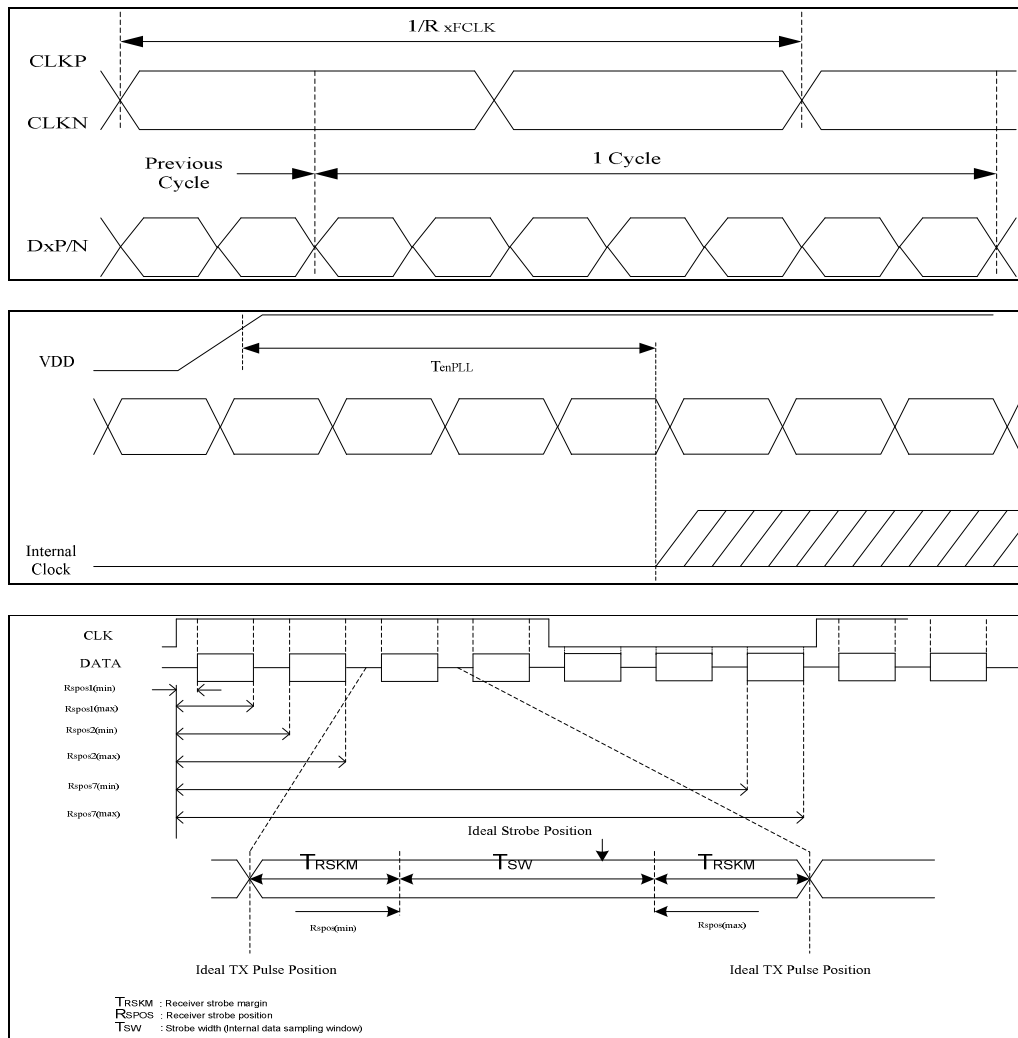 1/R xFCLK
CLKP
CLKN
Previous
Cycle
1 Cycle
DxP/N
VDD
TenPLL
Internal
Clock
CLK
DATA
Rspos1(min)
Rspos1(max)
Rspos2(min)
Rspos2(max)
Rspos7(min)
Rspos7(max)
Ideal Strobe Position
TRSKM TSW TRSKM
Rspos(min) Rspos(max)
Ideal TX Pulse Position Ideal TX Pulse Position
TRSKM : Receiver strobe margin
RSPOS : Receiver strobe position
TSW : Strobe width (Internal data sampling window)